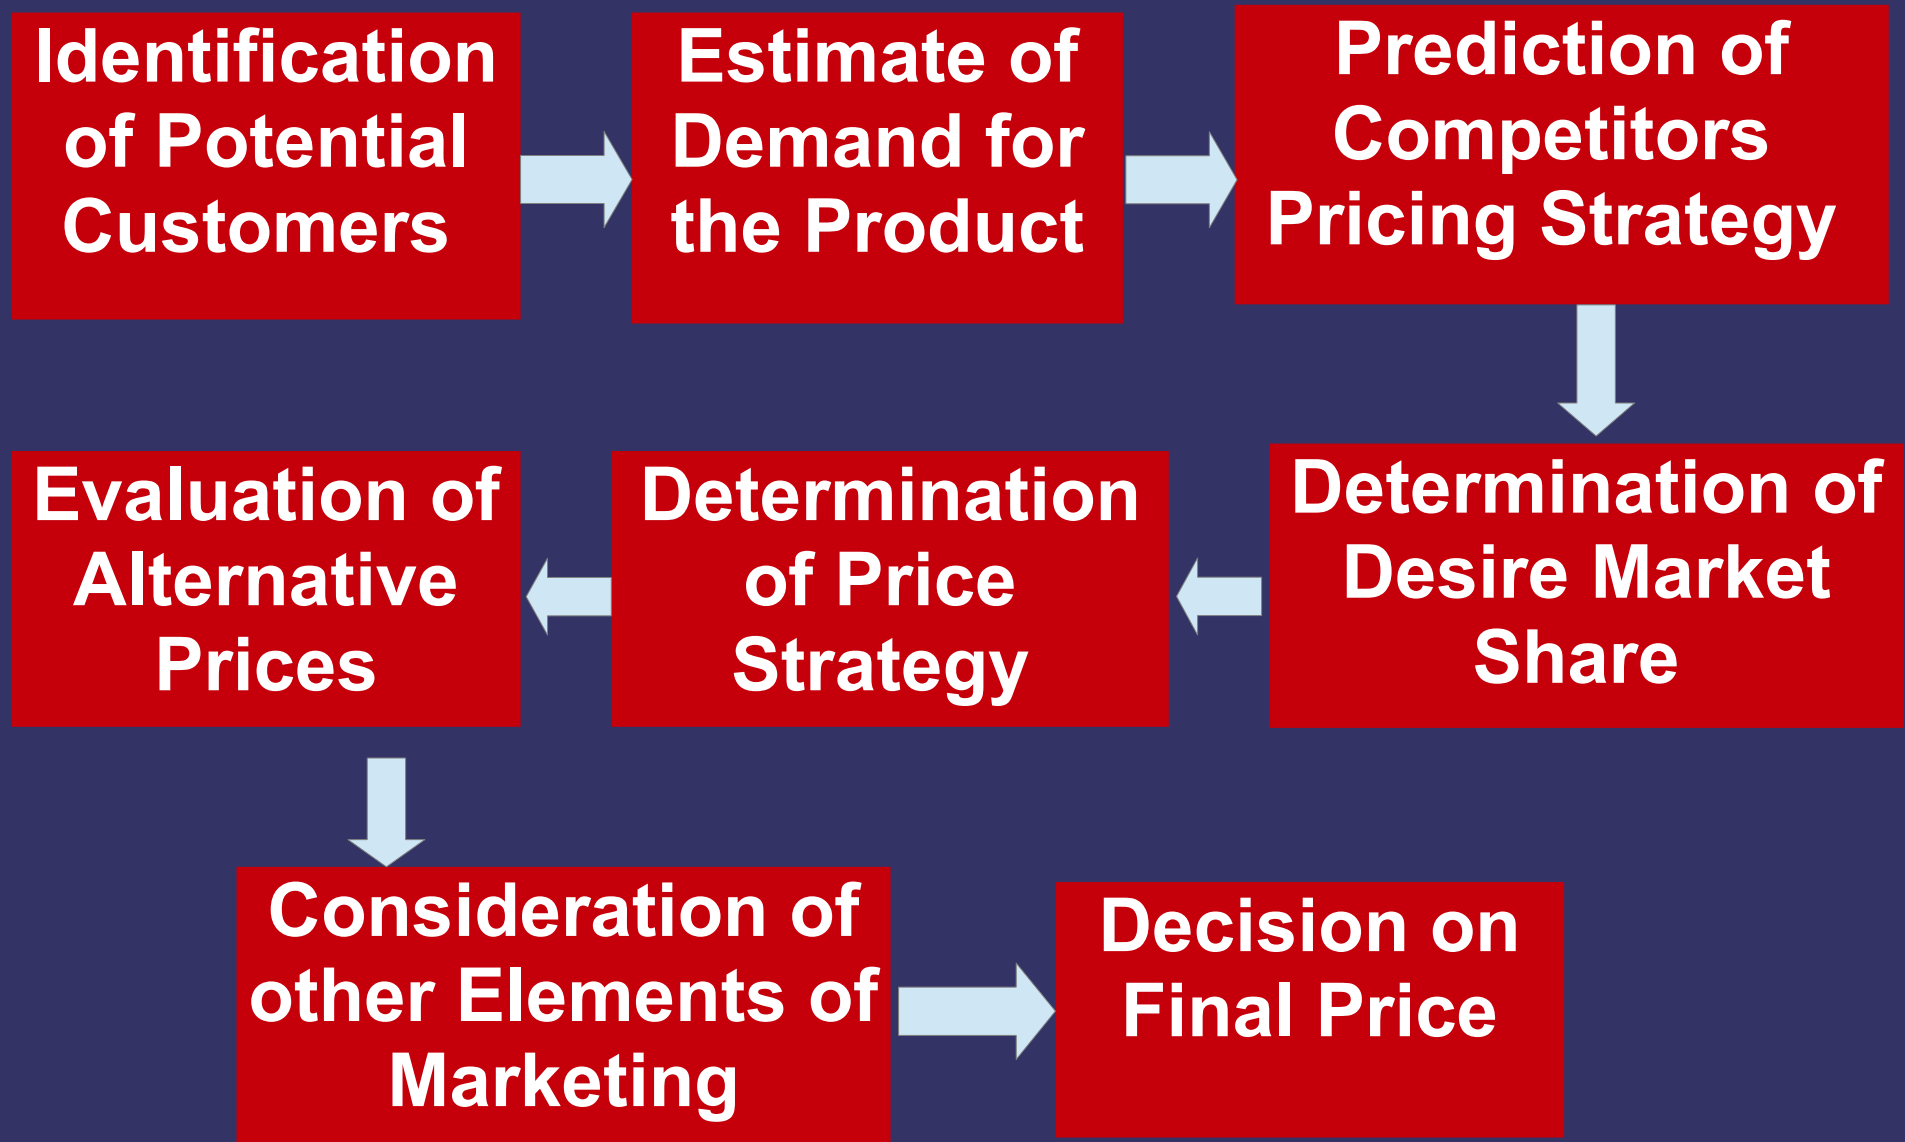 Identification
of Potential
Customers
Estimate of
Demand for
the Product
Prediction of
Competitors
Pricing Strategy
Determination of
Desire Market
Share
Determination
of Price
Strategy
Evaluation of
Alternative
Prices
Consideration of
other Elements of
Marketing
Decision on
Final Price